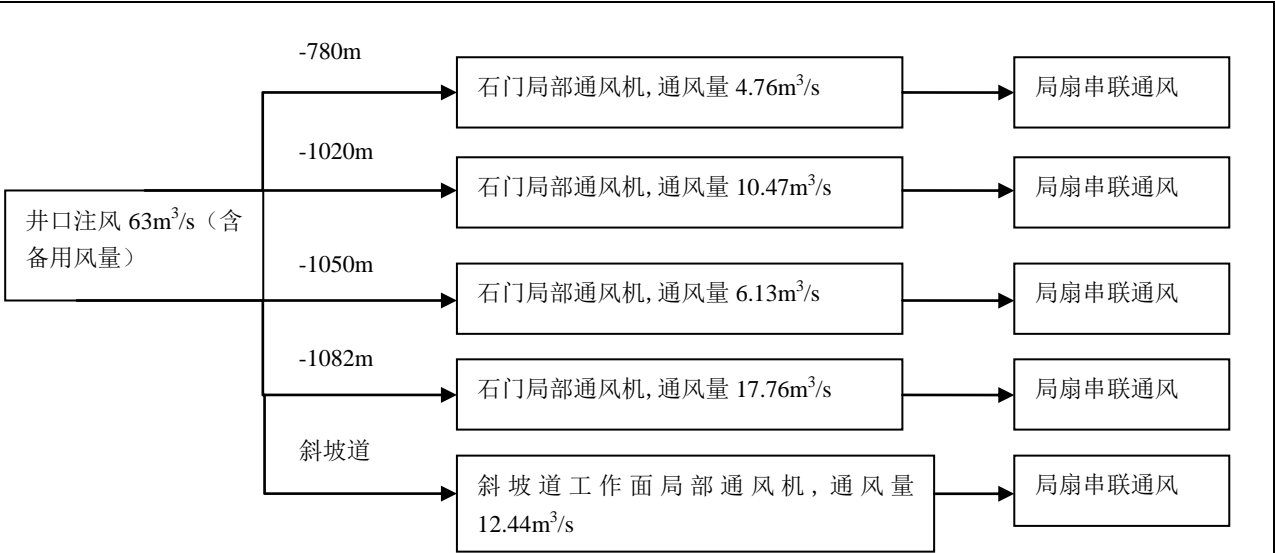 -780m
石门局部通风机,通风量 4.76m³/s
局扇串联通风
-1020m
石门局部通风机,通风量 10.47m³/s
局扇串联通风
井口注风 63m³/s（含
备用风量）
-1050m
石门局部通风机,通风量 6.13m³/s
局扇串联通风
-1082m
石门局部通风机,通风量 17.76m³/s
局扇串联通风
斜坡道
斜坡道工作面局部通风机,通风量
12.44m³/s
局扇串联通风